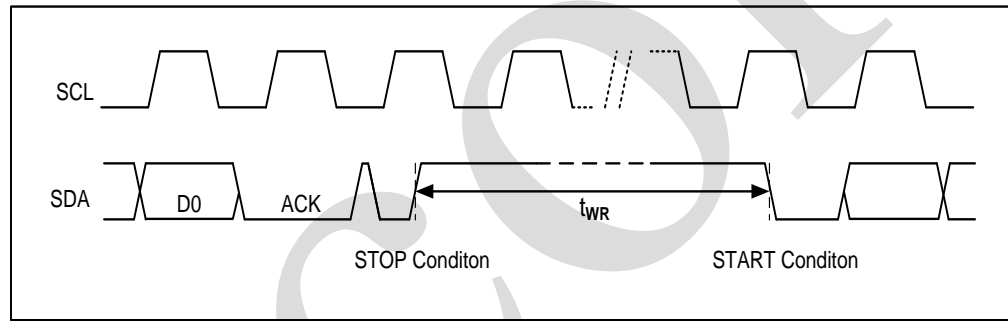 SCL
SDA
D0
ACK
tWR
STOP Conditon
START Conditon